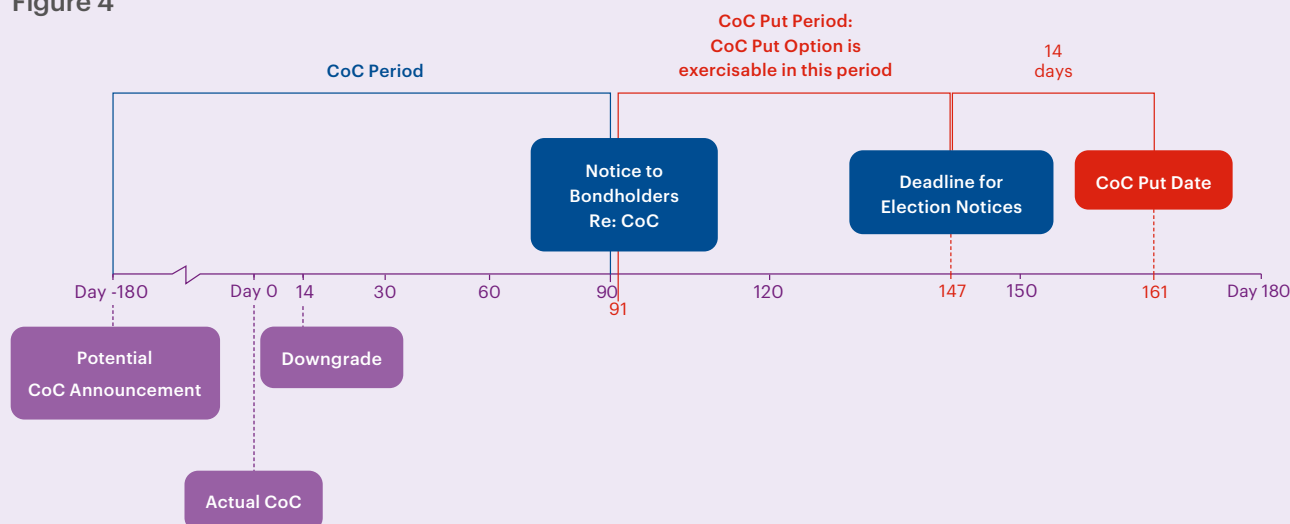 Figure 4
CoC Put Period:
CoC Put Option is
exercisable in this period
14
days
CoC Period
Notice to
Bondholders
Re: CoC
Deadline for
Election Notices
CoC Put Date
Day -180
Day 0
14
30
60
90
91
120
147
150
161
Day 180
Potential
CoC Announcement
Downgrade
Actual CoC